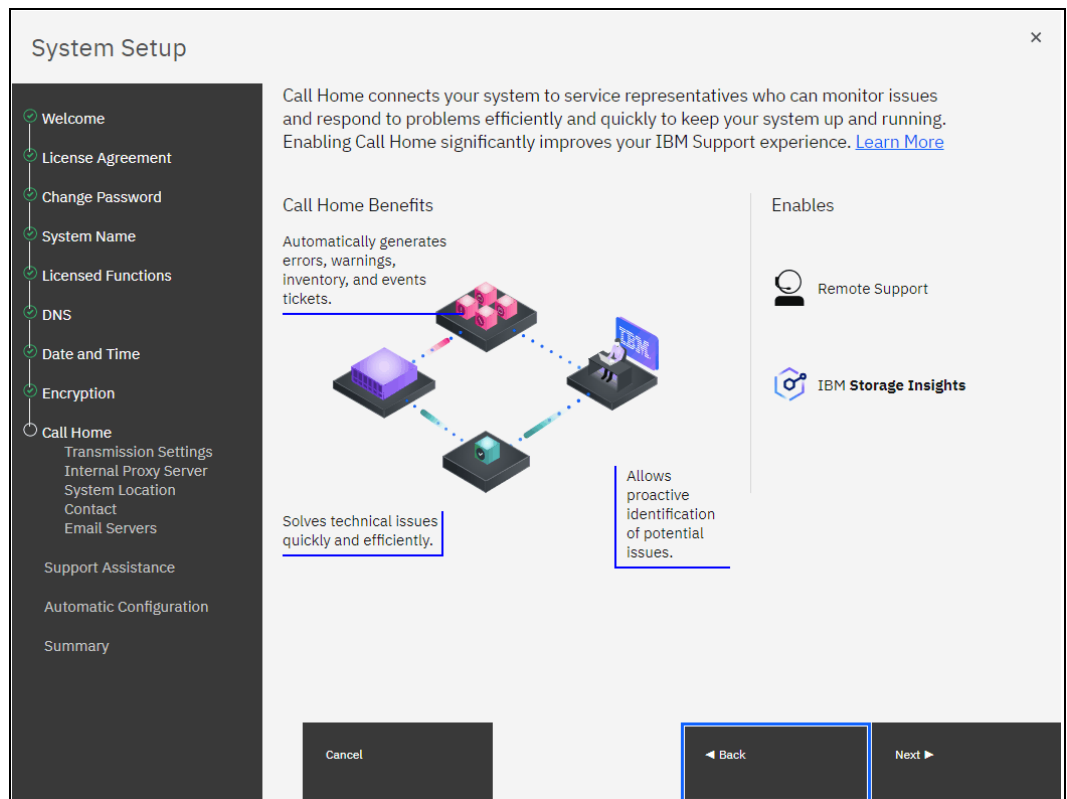 System Setup
×
Welcome
License Agreement
Change Password
System Name
Licensed Functions
DNS
Date and Time
Encryption
Call Home
Transmission Settings
Internal Proxy Server
System Location
Contact
Email Servers
Support Assistance
Automatic Configuration
Summary
Call Home connects your system to service representatives who can monitor issues
and respond to problems efficiently and quickly to keep your system up and running.
Enabling Call Home significantly improves your IBM Support experience. Learn More
Call Home Benefits
Automatically generates
errors, warnings,
inventory, and events
tickets.
IBM
Solves technical issues
quickly and efficiently.
Allows
proactive
identification
of potential
issues.
Enables
Remote Support
IBM Storage Insights
Cancel
◄ Back
Next ►